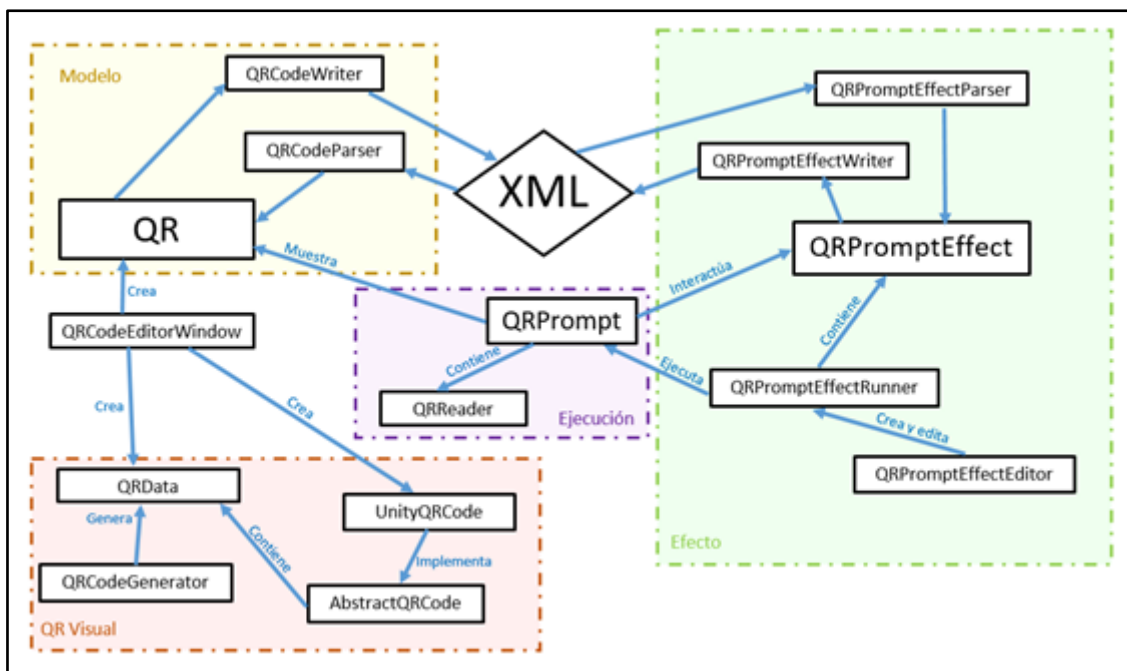 Modelo
QRCodeWriter
QRCodeParser
QR
XML
QRPromptEffectParser
QRPromptEffectWriter
QRPromptEffect
Muestra
Interactúa
Crea
QRCodeEditorWindow
QRPrompt
Contiene
Contiene
Ejecuta
QRPromptEffectRunner
QRReader
Ejecución
Crea
Crea
Crea y edita
QRPromptEffectEditor
QRData
UnityQRCode
Genera
Contiene
Implementa
QRCodeGenerator
AbstractQRCode
QR Visual
Efecto